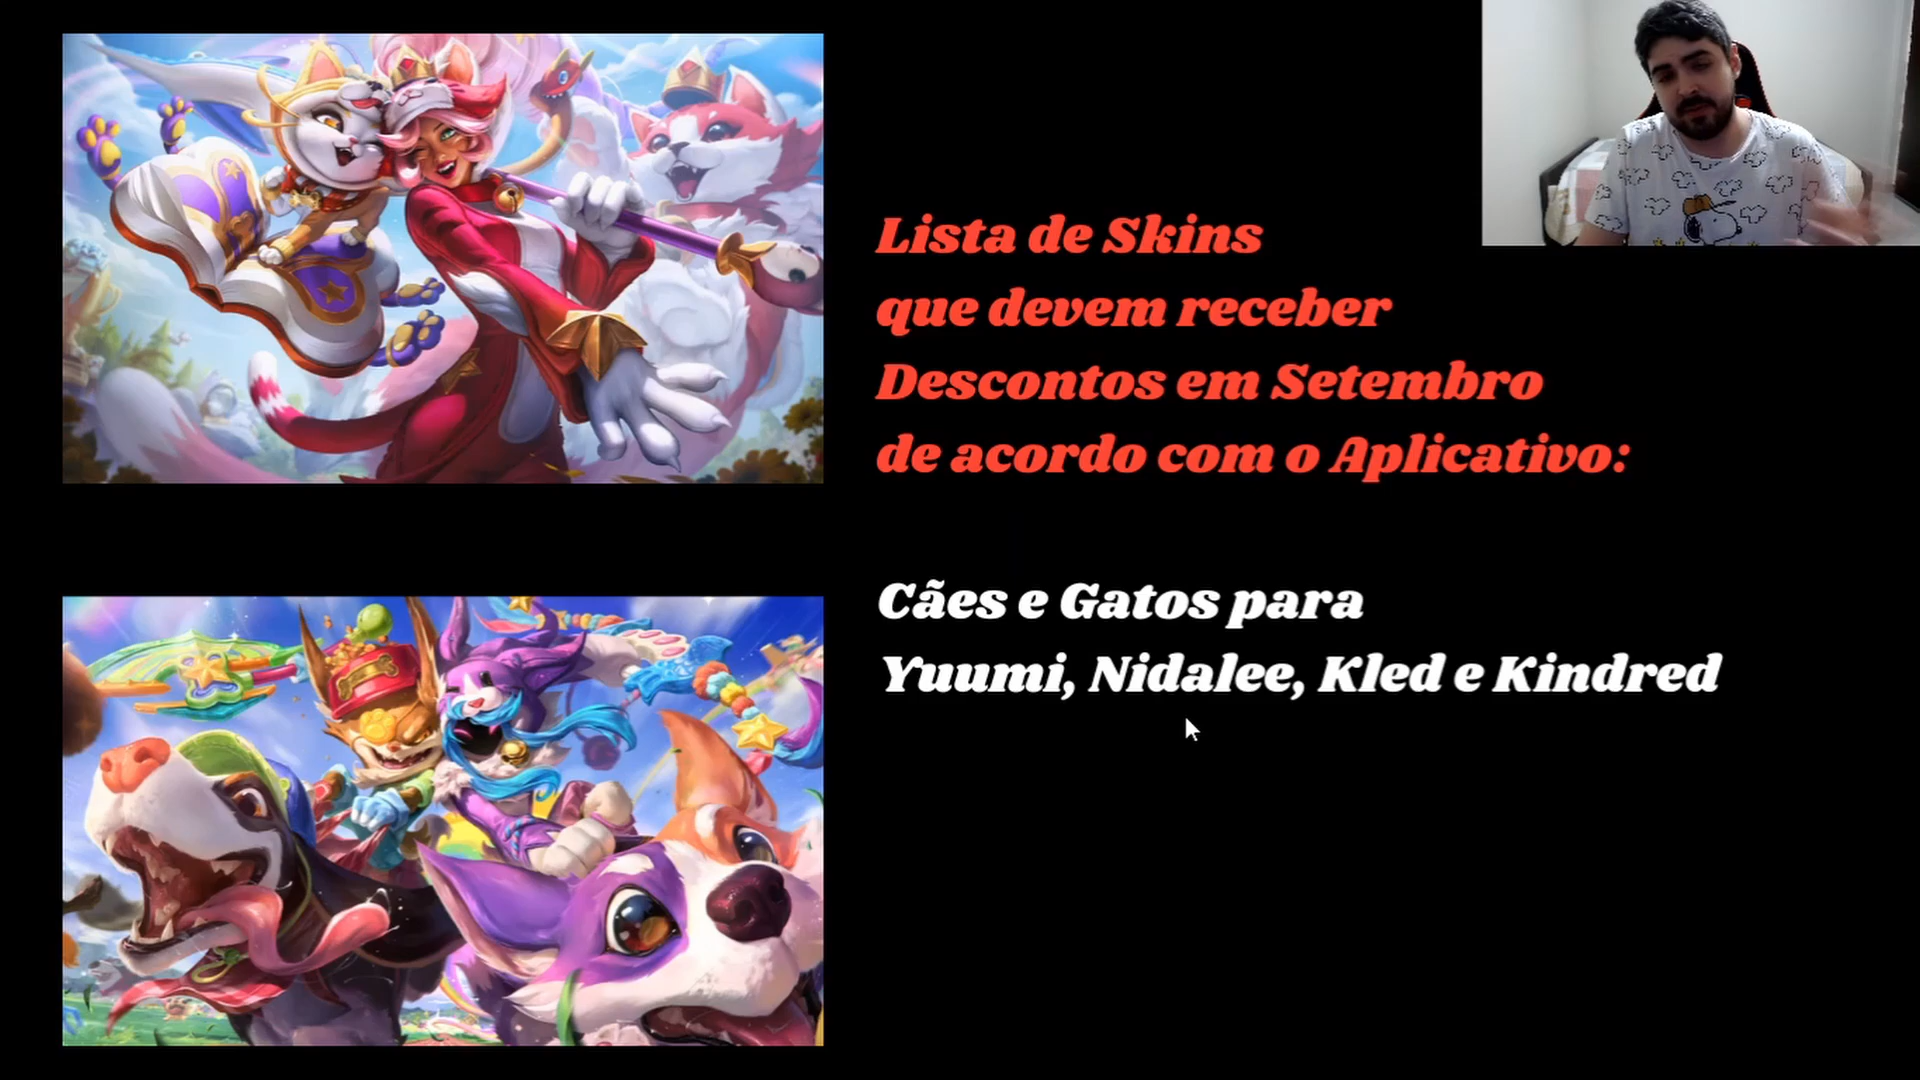 Lista de Skins
que devem receber
Descontos em Setembro
de acordo com o Aplicativo:
Cães e Gatos para
Yuumi, Nidalee, Kled e Kindred